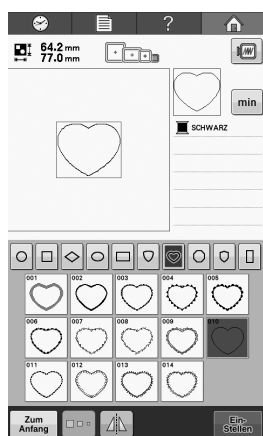 ?
64.2 mm
77.0 mm
min
SCHWARZ
001 002 003 004 005
006 007 008 009 010
011 012 013 014
Zum
Anfang
Ein-
Stellen